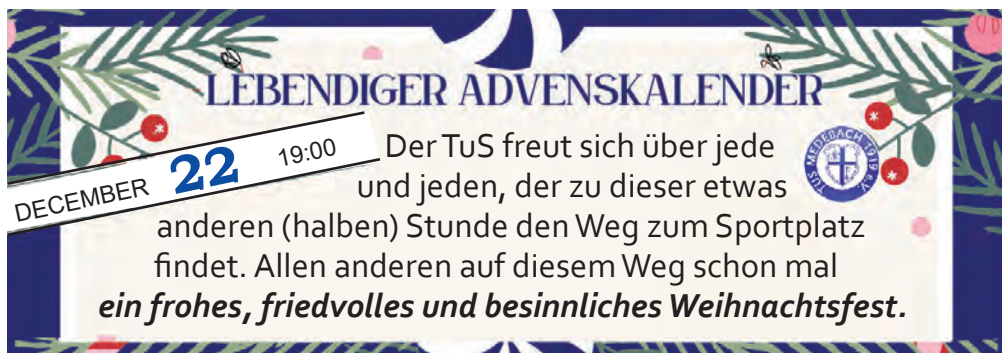 LEBENDIGER ADVENSKALENDER
DECEMBER 22 19:00
Der TuS freut sich über jede
und jeden, der zu dieser etwas
anderen (halben) Stunde den Weg zum Sportplatz
findet. Allen anderen auf diesem Weg schon mal
ein frohes, friedvolles und besinnliches Weihnachtsfest.
TUS MEDEBACH 1919 e.V.